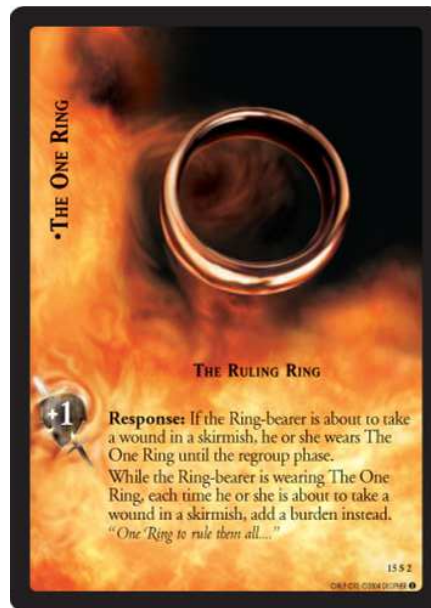 •THE ONE RING
THE RULING RING
+1
Response: If the Ring-bearer is about to take
a wound in a skirmish, he or she wears The
One Ring until the regroup phase.
While the Ring-bearer is wearing The One
Ring, each time he or she is about to take a
wound in a skirmish, add a burden instead.
"One Ring to rule them all...."
15 S 2